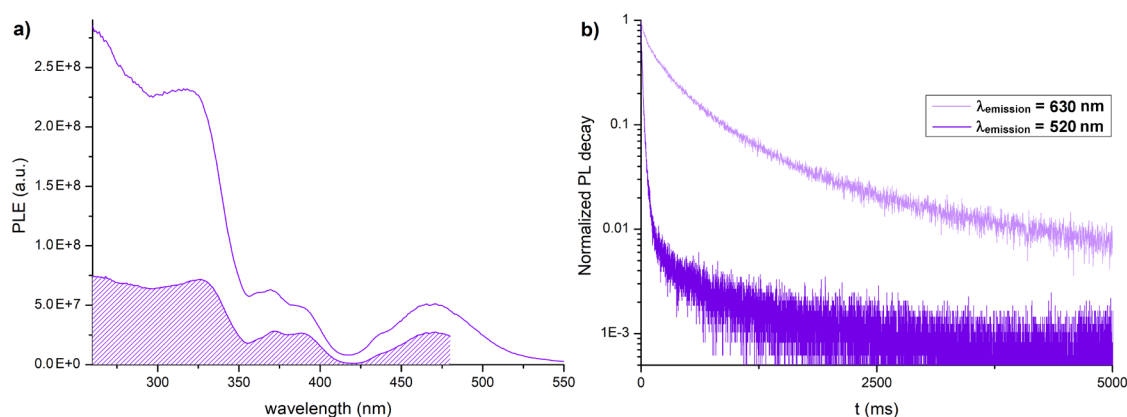 a)
PLE (a.u.)
2.5E+8
2.0E+8
1.5E+8
1.0E+8
5.0E+7
0.0E+0
250 300 350 400 450 500 550
wavelength (nm)
b)
Normalized PL decay
1
0.1
0.01
1E-3
0 2500 5000
t (ms)
λemission = 630 nm
λemission = 520 nm